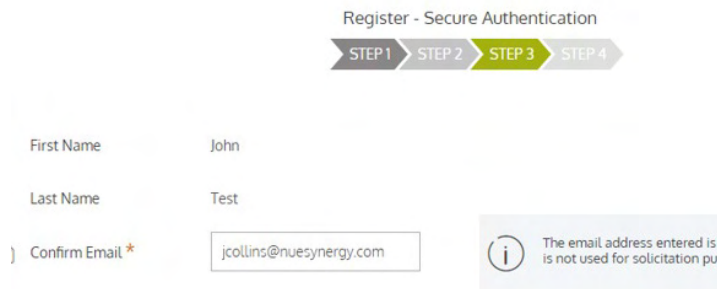 Register - Secure Authentication
STEP 1 STEP 2 STEP 3 STEP 4
First Name John
Last Name Test
Confirm Email * jcollins@nuesynergy.com
The email address entered is
is not used for solicitation